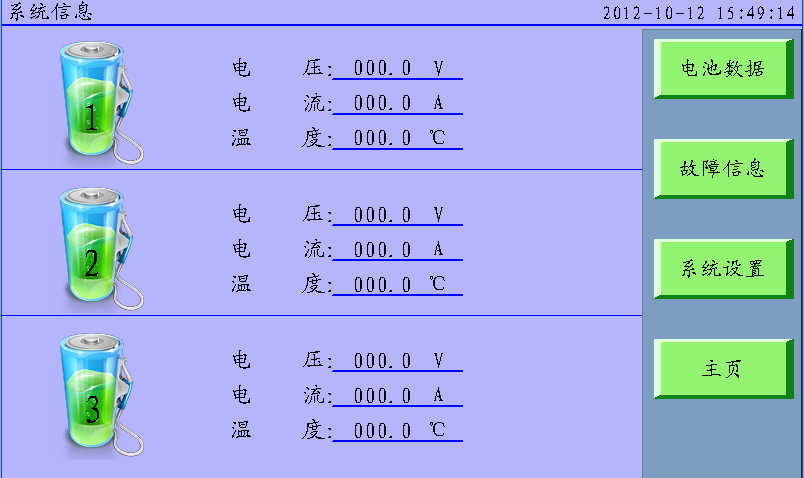 系统信息 2012-10-12 15:49:14
1
电 压: 000.0 V
电 流: 000.0 A
温 度: 000.0 ℃
2
电 压: 000.0 V
电 流: 000.0 A
温 度: 000.0 ℃
3
电 压: 000.0 V
电 流: 000.0 A
温 度: 000.0 ℃
电池数据
故障信息
系统设置
主页